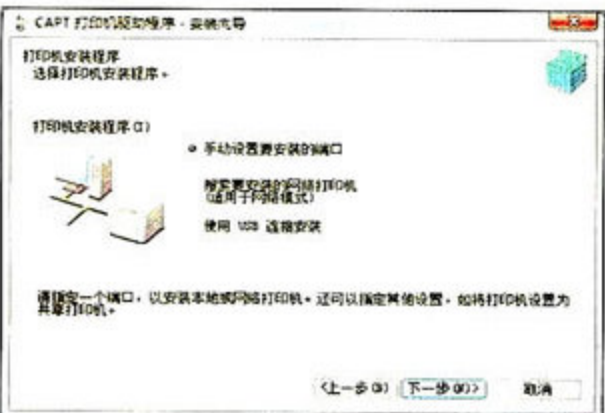 CAPT 打印机驱动程序 - 安装向导
打印机安装程序
选择打印机安装程序。
打印机安装程序(I)
手动设置要安装的端口
搜索要安装的网络打印机
(适用于网络模式)
使用 USB 连接安装
请指定一个端口，以安装本地或网络打印机。还可以指定其他设置，如将打印机设置为
共享打印机。
<上一步(B)
下一步(N)>
取消